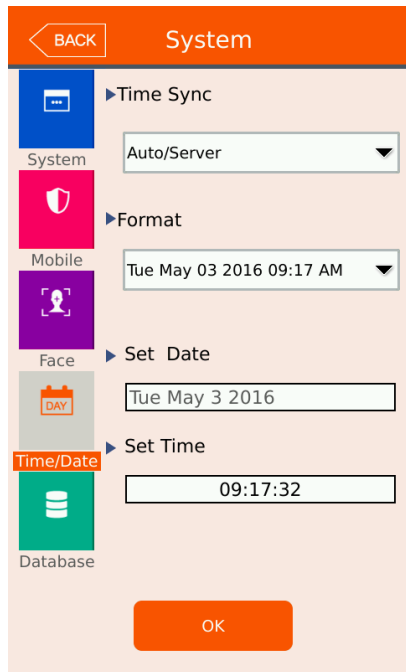 BACK
System
System
Mobile
Face
DAY
Time/Date
Database
Time Sync
Auto/Server
Format
Tue May 03 2016 09:17 AM
Set Date
Tue May 3 2016
Set Time
09:17:32
OK